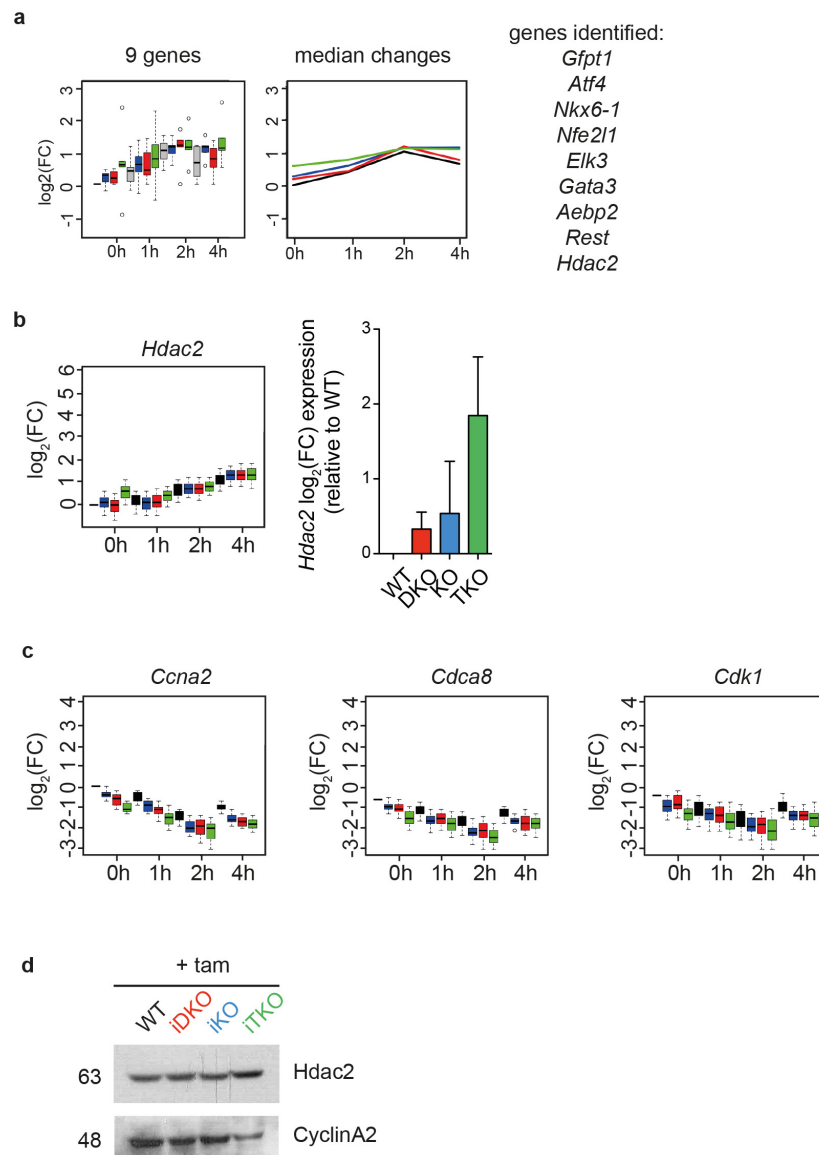 a
9 genes
median changes
genes identified:
Gfpt1
Atf4
Nkx6-1
Nfe2l1
Elk3
Gata3
Aebp2
Rest
Hdac2
log2(FC)
3
2
1
0
-1
0h 1h 2h 4h
3
2
1
0
-1
0h 1h 2h 4h
b
Hdac2
log2(FC)
6
5
4
3
2
1
0
0h 1h 2h 4h
Hdac2 log2(FC) expression
(relative to WT)
3
2
1
0
WT
DKO
KO
TKO
c
Ccna2
Cdca8
Cdk1
log2(FC)
4
3
2
1
0
-1
-2
-3
0h 1h 2h 4h
log2(FC)
4
3
2
1
0
-1
-2
-3
0h 1h 2h 4h
log2(FC)
4
3
2
1
0
-1
-2
-3
0h 1h 2h 4h
d
+ tam
WT
iDKO
iKO
iTKO
63
Hdac2
48
CyclinA2